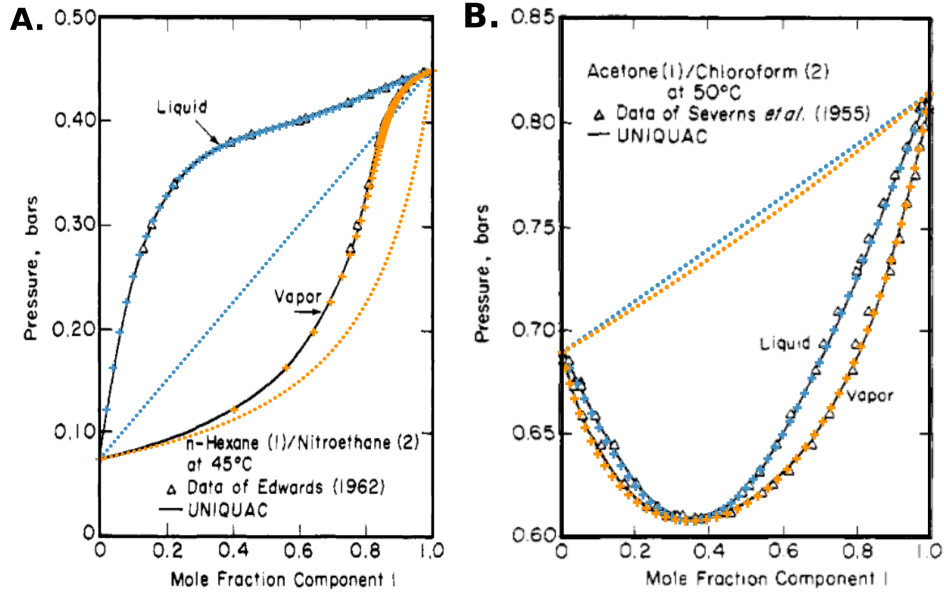 A.
0.50
0.40
0.30
0.20
0.10
0
Pressure, bars
Liquid
Vapor
n-Hexane (1)/Nitroethane (2)
at 45°C
△ Data of Edwards (1962)
— UNIQUAC
0 0.2 0.4 0.6 0.8 1.0
Mole Fraction Component 1
B.
0.85
0.80
0.75
0.70
0.65
0.60
Pressure, bars
Acetone (1)/Chloroform (2)
at 50°C
△ Data of Severns et al. (1955)
— UNIQUAC
Liquid
Vapor
0 0.2 0.4 0.6 0.8 1.0
Mole Fraction Component 1